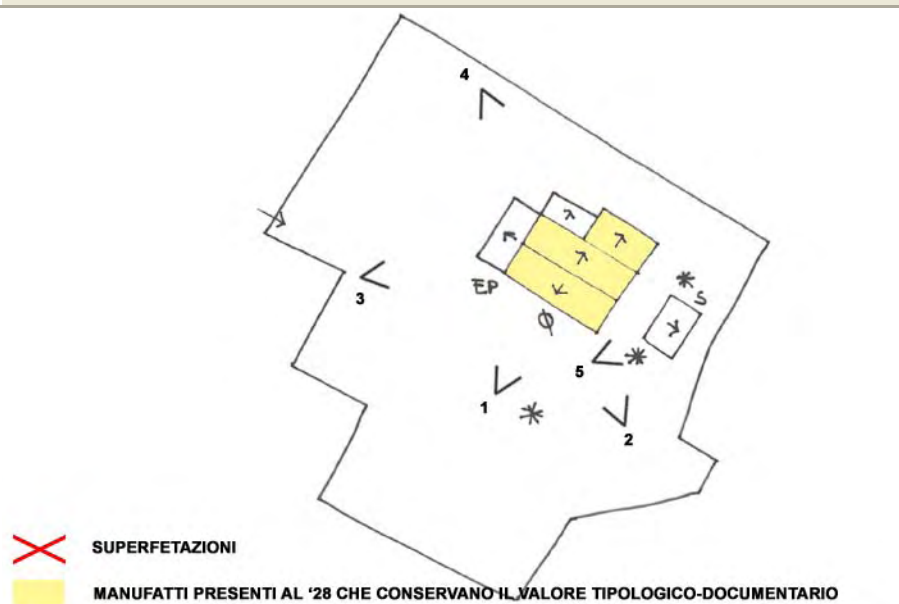 4
3
EP
Ø
S
5
1
2
SUPERFETAZIONI
MANUFATTI PRESENTI AL '28 CHE CONSERVANO IL VALORE TIPOLOGICO-DOCUMENTARIO